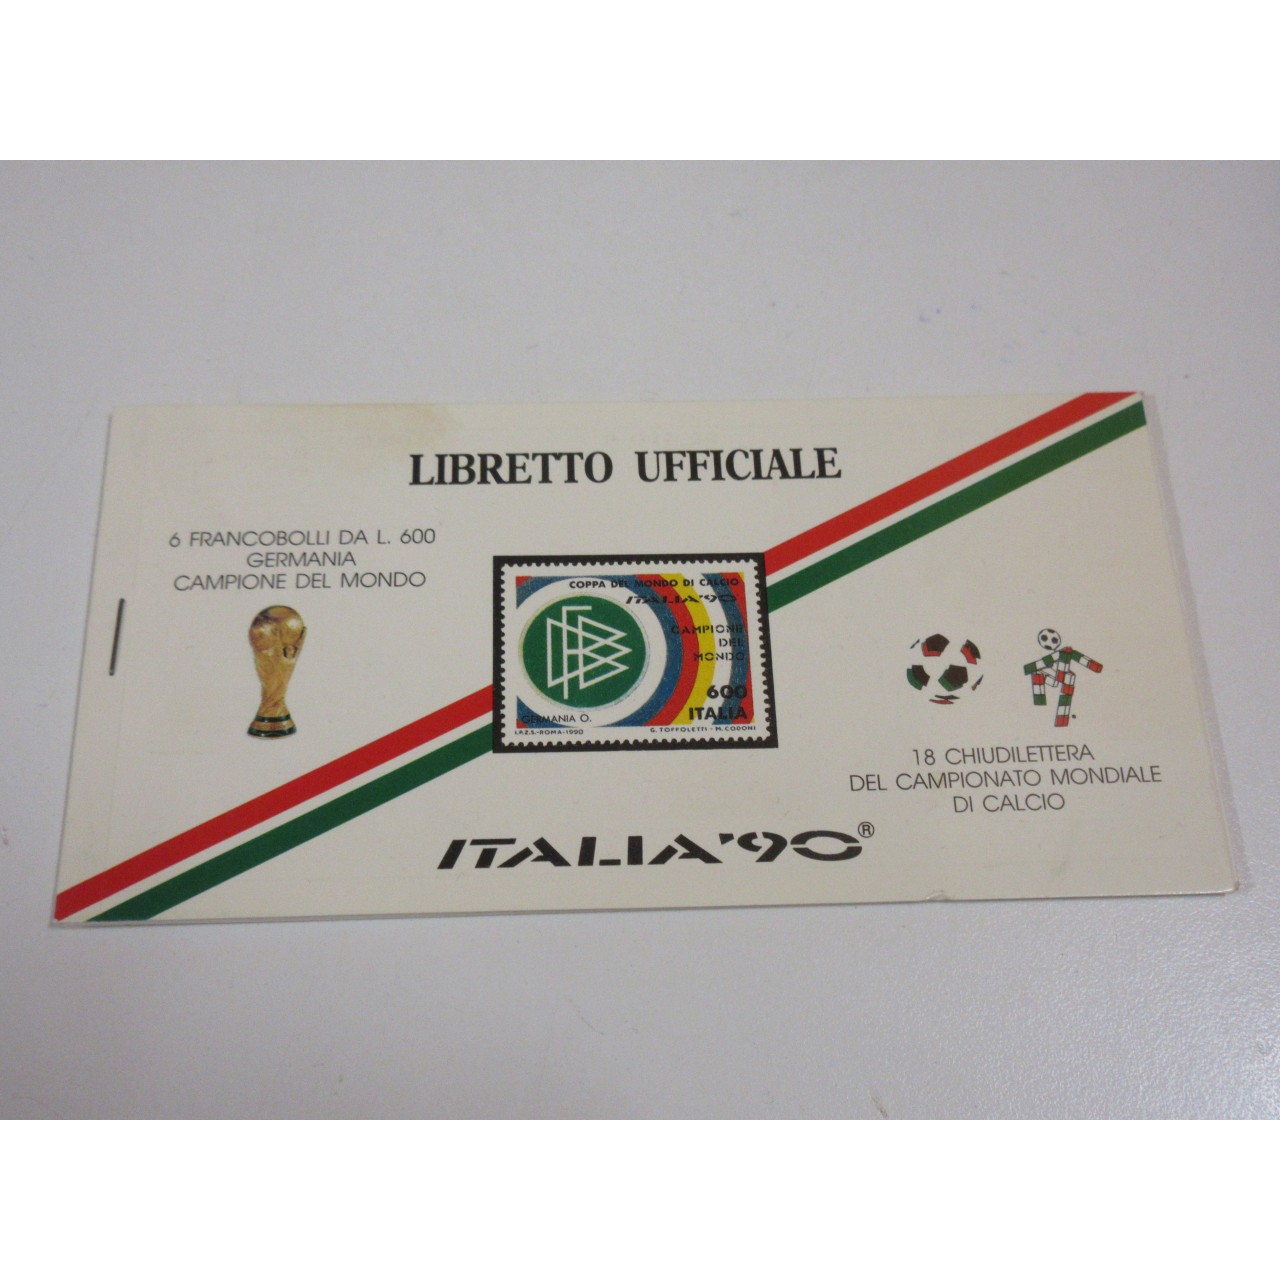 LIBRETTO UFFICIALE
6 FRANCOBOLLI DA L. 600
GERMANIA
CAMPIONE DEL MONDO
COPPA DEL MONDO DI CALCIO
ITALIA'90
CAMPIONE
DEL
MONDO
600
ITALIA
GERMANIA O.
I.P.Z.S.-ROMA-1990
G. TOFFOLETTI - M. CODONI
DFB
18 CHIUDILETTERA
DEL CAMPIONATO MONDIALE
DI CALCIO
ITALIA'90®